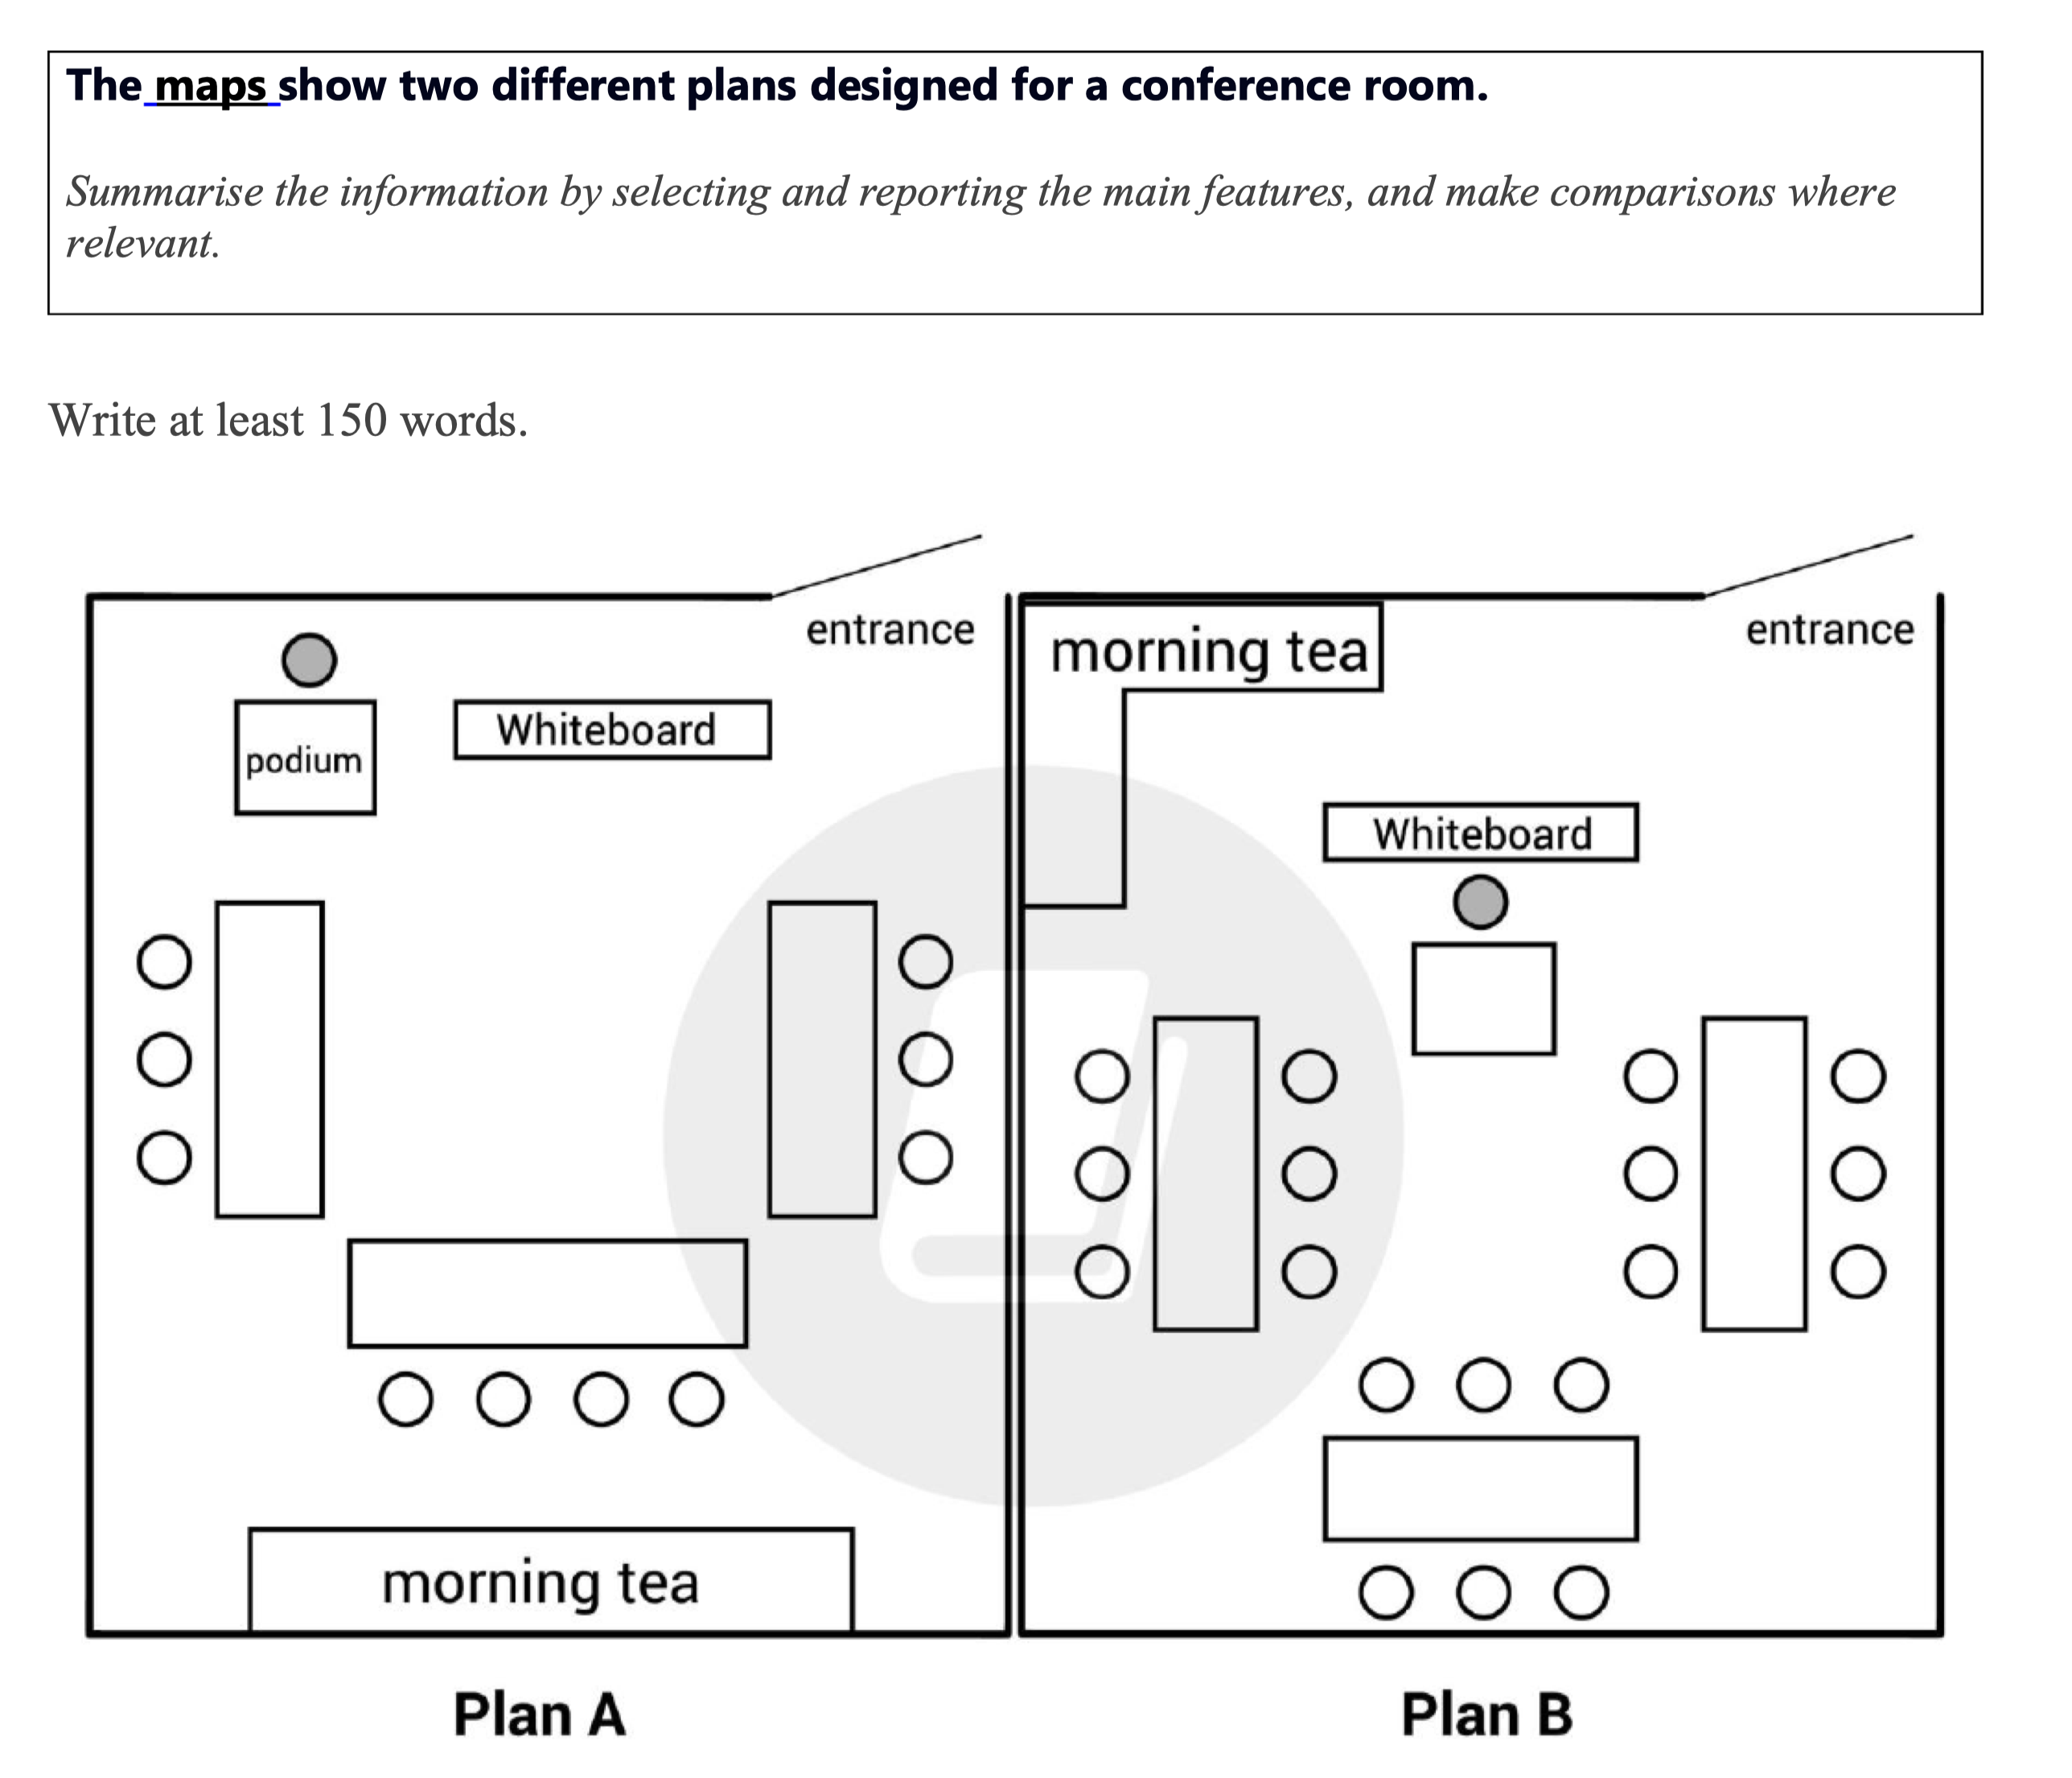 The maps show two different plans designed for a conference room.
Summarise the information by selecting and reporting the main features, and make comparisons where
relevant.
Write at least 150 words.
entrance
podium
Whiteboard
morning tea
Plan A
morning tea
entrance
Whiteboard
Plan B